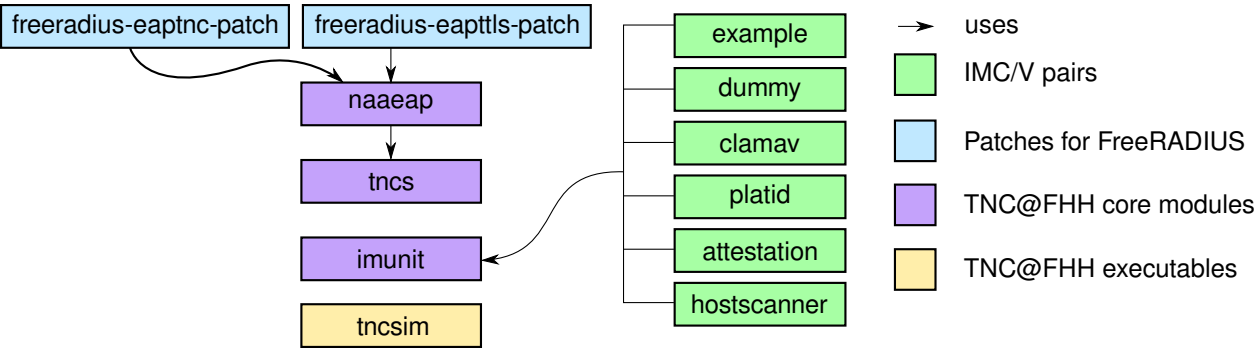 freeradius-eaptnc-patch
freeradius-eapttls-patch
naaeap
tncs
imunit
tncsim
example
dummy
clamav
platid
attestation
hostscanner
uses
IMC/V pairs
Patches for FreeRADIUS
TNC@FHH core modules
TNC@FHH executables